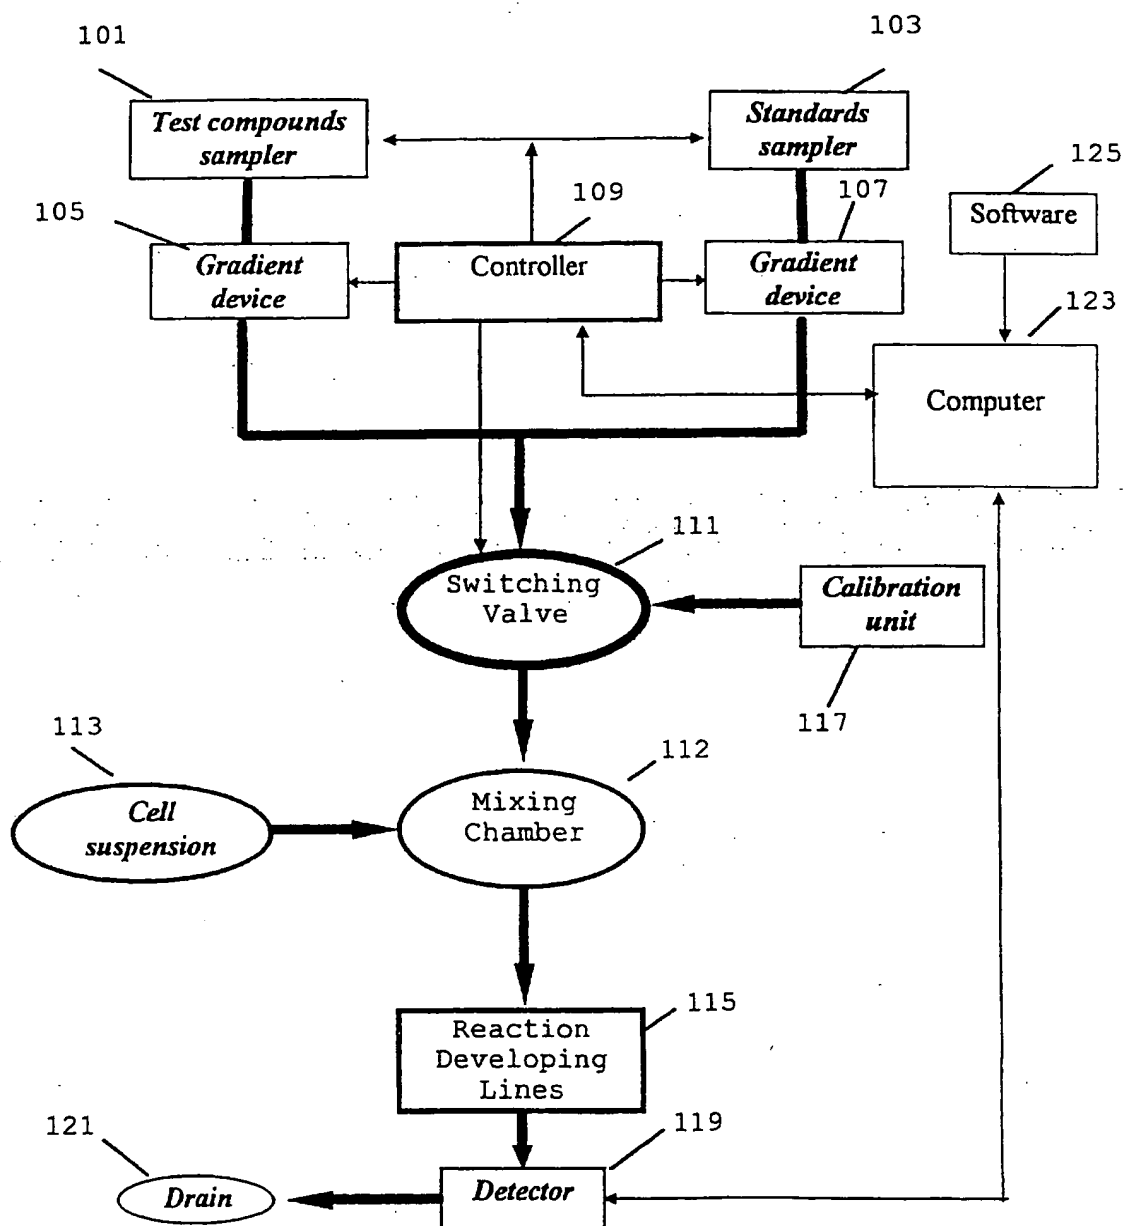 101
103
Test compounds
sampler
Standards
sampler
125
109
107
105
Software
Gradient
device
Controller
Gradient
device
123
Computer
111
Switching
Valve
Calibration
unit
117
113
112
Cell
suspension
Mixing
Chamber
115
Reaction
Developing
Lines
121
119
Drain
Detector